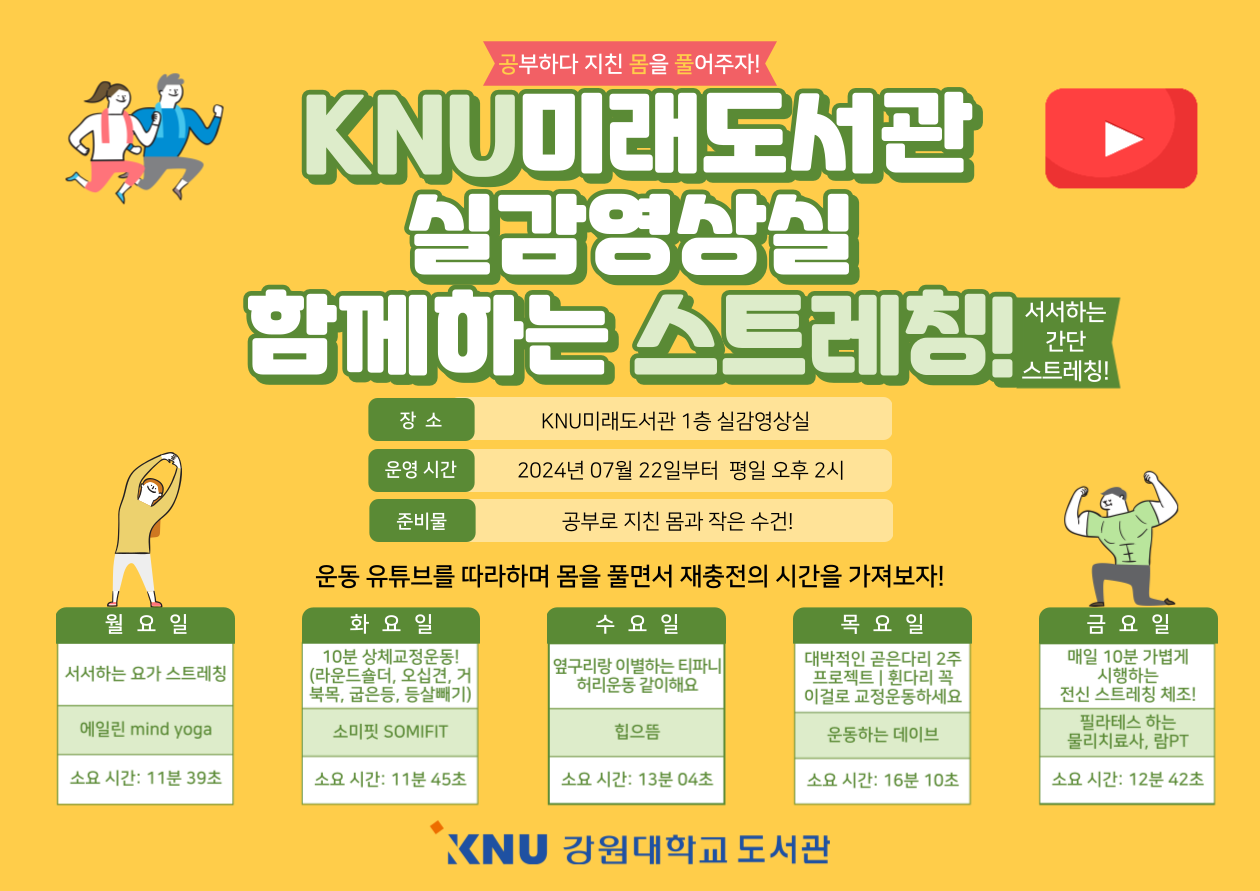 공부하다 지친 몸을 풀어주자!
KNU미래도서관
실감영상실
함께하는 스트레칭!
서서하는
간단
스트레칭!
장 소
KNU미래도서관 1층 실감영상실
운영 시간
2024년 07월 22일부터 평일 오후 2시
준비물
공부로 지친 몸과 작은 수건!
운동 유튜브를 따라하며 몸을 풀면서 재충전의 시간을 가져보자!
월 요 일
서서하는 요가 스트레칭
에일린 mind yoga
소요 시간: 11분 39초
화 요 일
10분 상체교정운동!
(라운드숄더, 오십견, 거
북목, 굽은등, 등살빼기)
소미핏 SOMIFIT
소요 시간: 11분 45초
수 요 일
옆구리랑 이별하는 티파니
허리운동 같이해요
힙으뜸
소요 시간: 13분 04초
목 요 일
대박적인 곧은다리 2주
프로젝트 | 휜다리 꼭
이걸로 교정운동하세요
운동하는 데이브
소요 시간: 16분 10초
금 요 일
매일 10분 가볍게
시행하는
전신 스트레칭 체조!
필라테스 하는
물리치료사, 람PT
소요 시간: 12분 42초
KNU 강원대학교 도서관